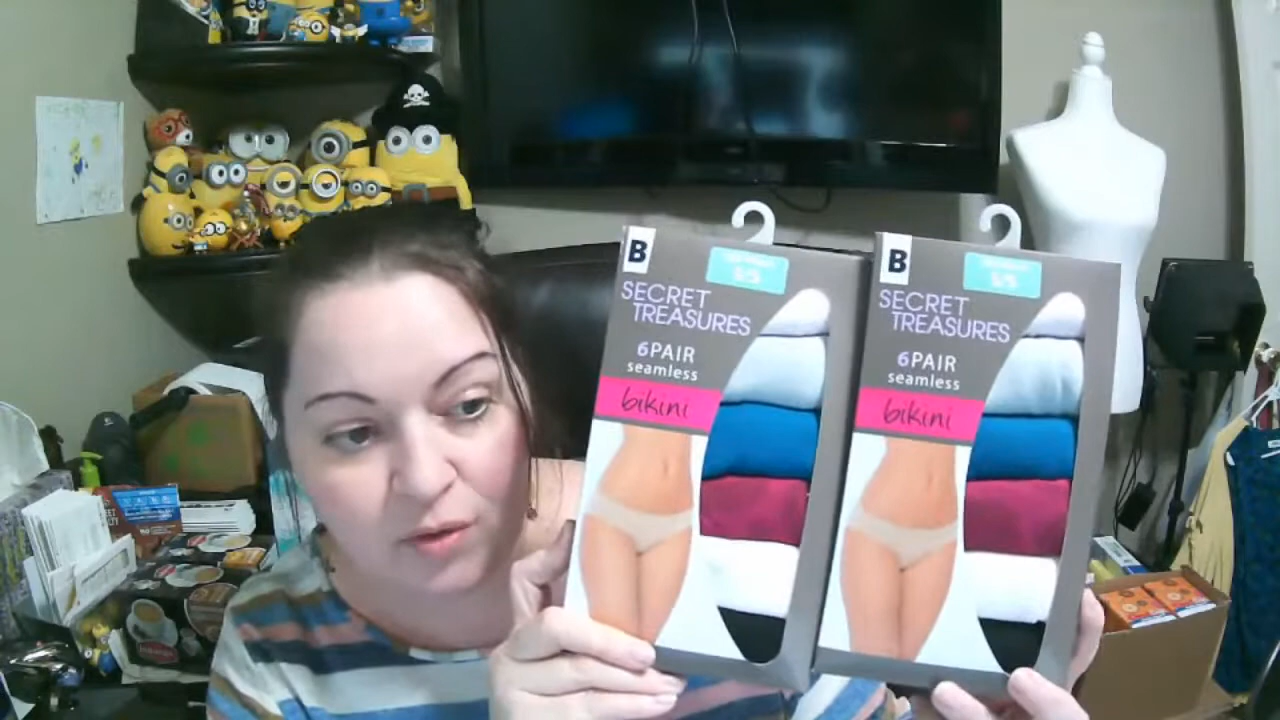 B
SECRET
TREASURES
6PAIR
seamless
bikini
B
SECRET
TREASURES
6PAIR
seamless
bikini